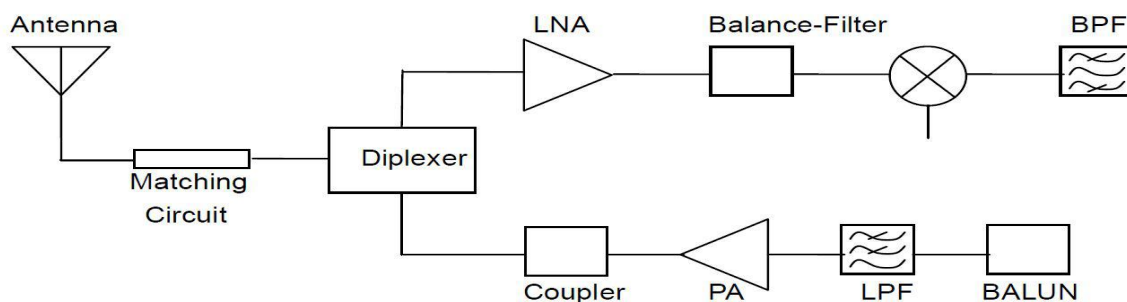 Antenna
LNA
Balance-Filter
BPF
Diplexer
Matching
Circuit
Coupler
PA
LPF
BALUN